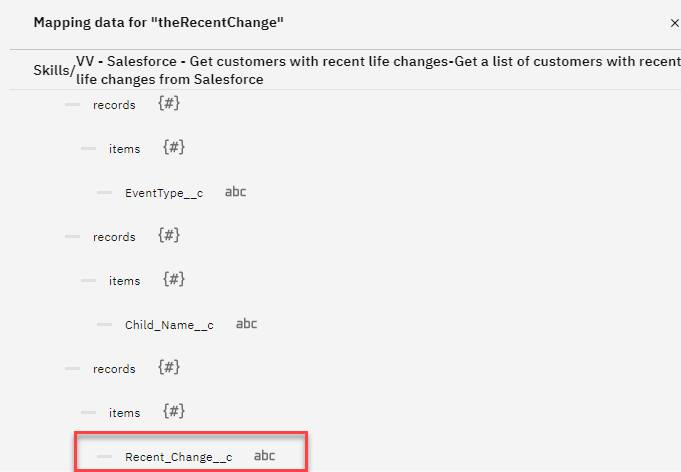 Mapping data for "theRecentChange"
Skills/VV - Salesforce - Get customers with recent life changes-Get a list of customers with recent
life changes from Salesforce
records {#}
items {#}
EventType__c abc
records {#}
items {#}
Child_Name__c abc
records {#}
items {#}
Recent_Change__c abc